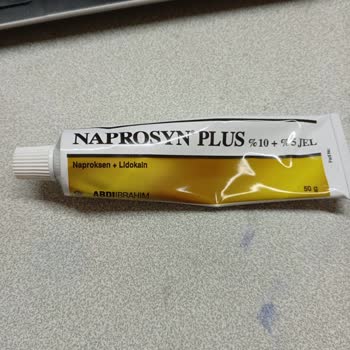 NAPROSYN PLUS %10 + %5 JEL
Naproksen + Lidokain
ABDİİBRAHİM
50 g